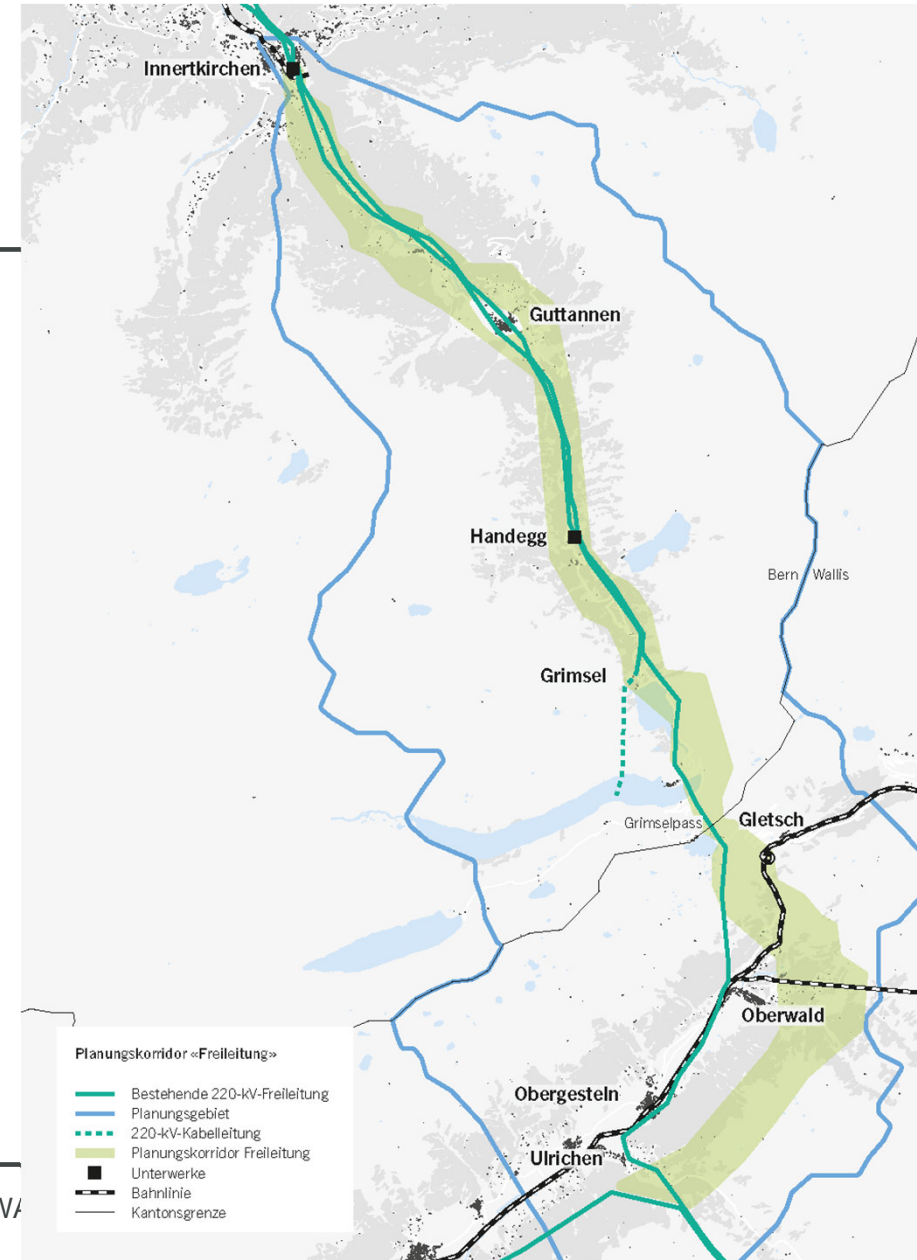 Innertkirchen
Guttannen
Handegg
Bern Wallis
Grimsel
Grimselpass
Gletsch
Oberwald
Obergesteln
Ulrichen
Planungskorridor «Freileitung»
Bestehende 220-kV-Freileitung
Planungsgebiet
220-kV-Kabelleitung
Planungskorridor Freileitung
Unterwerke
Bahnlinie
Kantonsgrenze